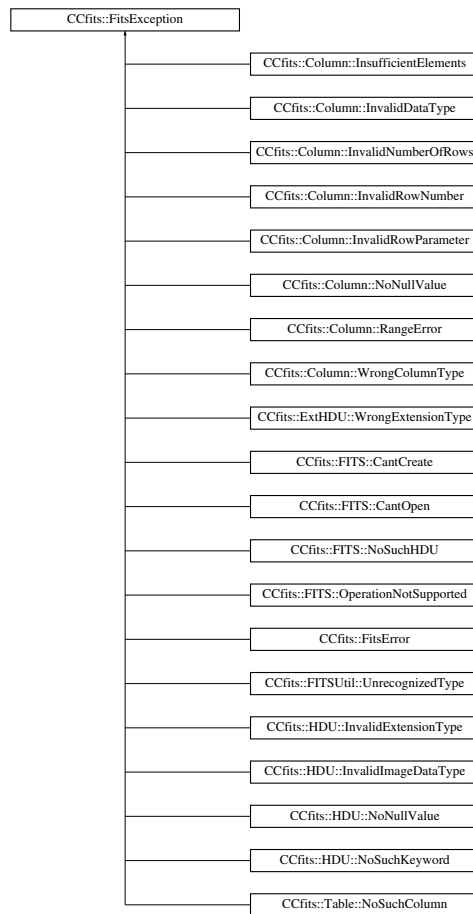 CCfits::FitsException
CCfits::Column::InsufficientElements
CCfits::Column::InvalidDataType
CCfits::Column::InvalidNumberOfRows
CCfits::Column::InvalidRowNumber
CCfits::Column::InvalidRowParameter
CCfits::Column::NoNullValue
CCfits::Column::RangeError
CCfits::Column::WrongColumnType
CCfits::ExtHDU::WrongExtensionType
CCfits::FITS::CantCreate
CCfits::FITS::CantOpen
CCfits::FITS::NoSuchHDU
CCfits::FITS::OperationNotSupported
CCfits::FitsError
CCfits::FITSUtil::UnrecognizedType
CCfits::HDU::InvalidExtensionType
CCfits::HDU::InvalidImageDataType
CCfits::HDU::NoNullValue
CCfits::HDU::NoSuchKeyword
CCfits::Table::NoSuchColumn